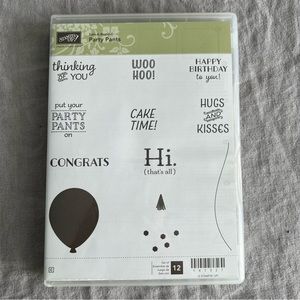 Party Pants
thinking
OF
YOU
WOO
HOO!
HAPPY
BIRTHDAY
to you!
put your
PARTY
PANTS
on
CAKE
TIME!
HUGS
AND
KISSES
CONGRATS
Hi.
(that's all)
12